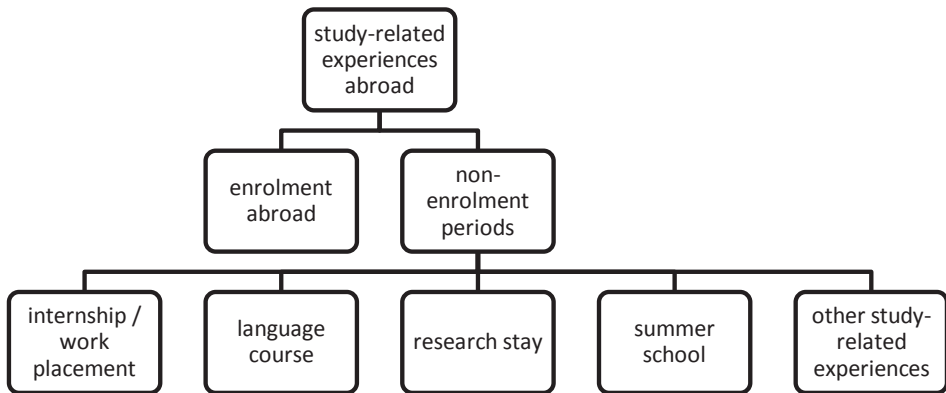 study-related
experiences
abroad
enrolment
abroad
non-
enrolment
periods
internship /
work
placement
language
course
research stay
summer
school
other study-
related
experiences